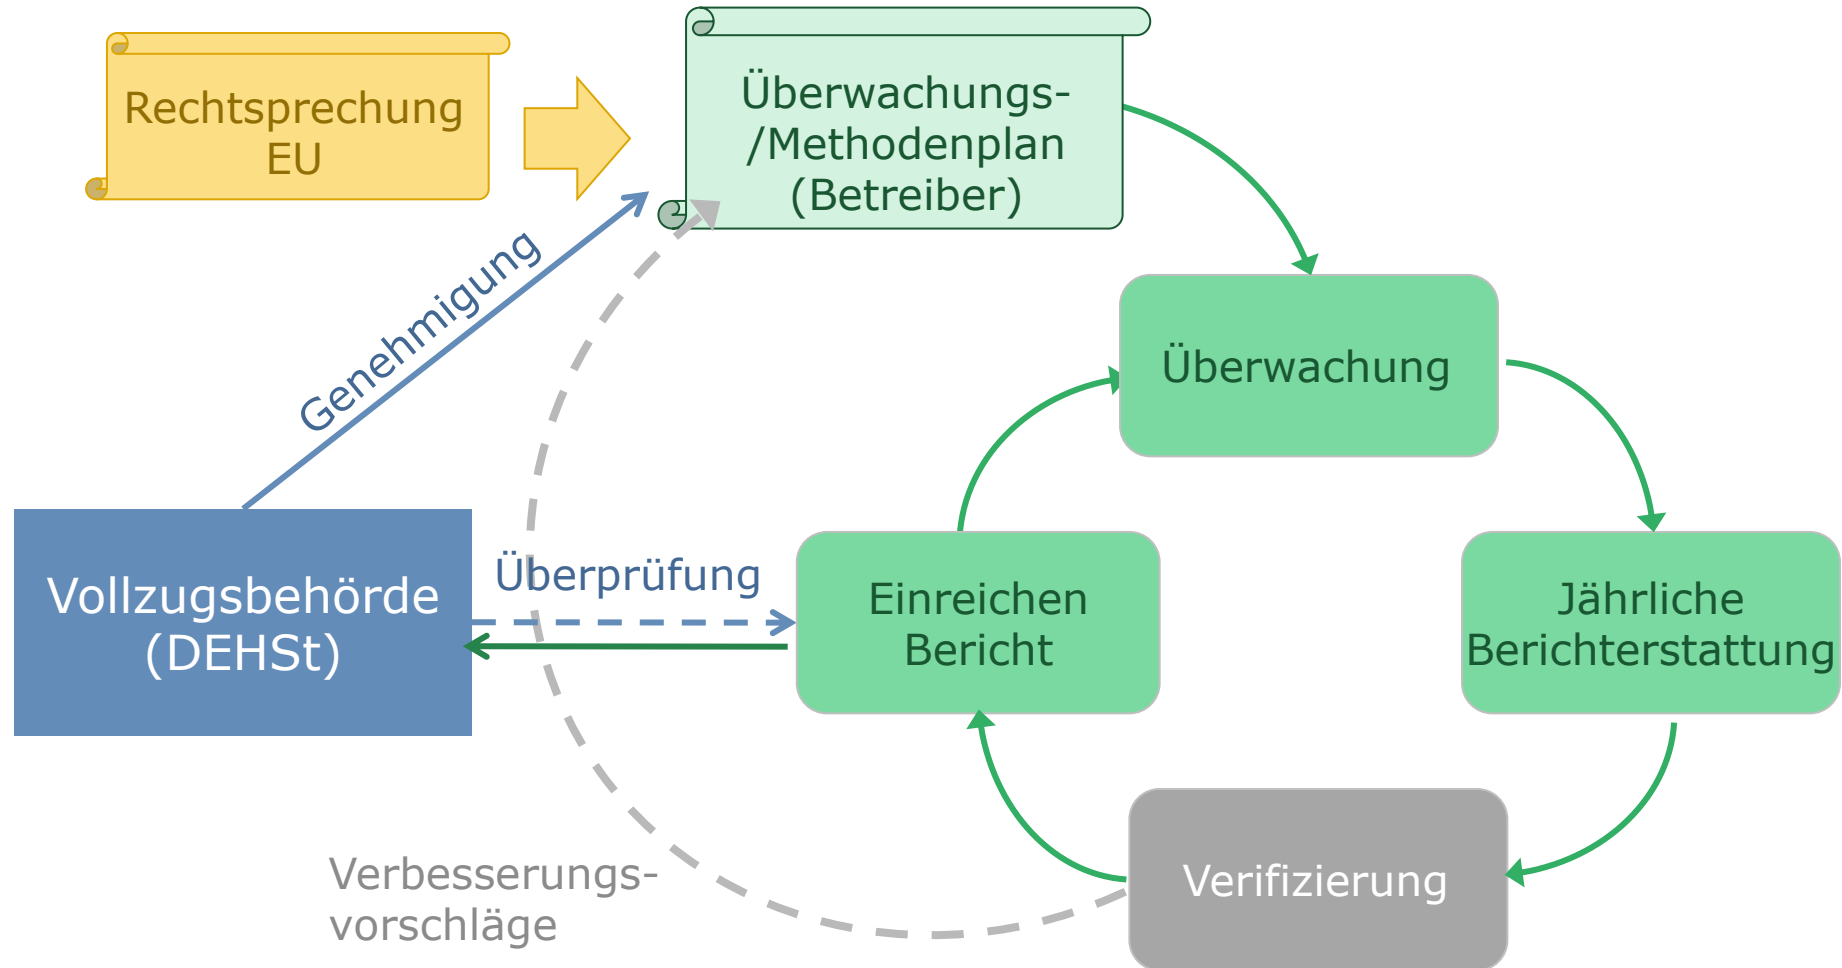 Rechtsprechung
EU
Überwachungs-
/Methodenplan
(Betreiber)
Genehmigung
Überwachung
Vollzugsbehörde
(DEHSt)
Überprüfung
Einreichen
Bericht
Jährliche
Berichterstattung
Verbesserungs-
vorschläge
Verifizierung